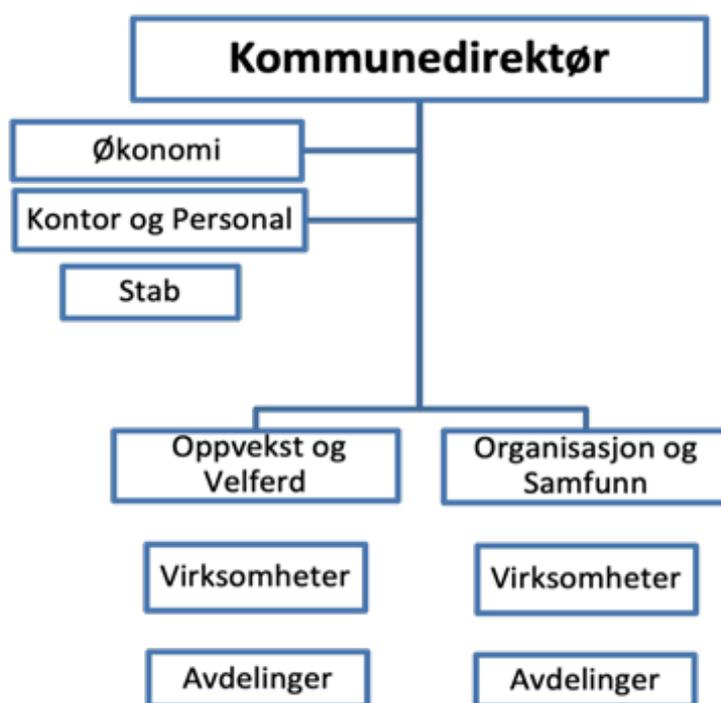 Kommunedirektør
Økonomi
Kontor og Personal
Stab
Oppvekst og
Velferd
Organisasjon og
Samfunn
Virksomheter
Virksomheter
Avdelinger
Avdelinger